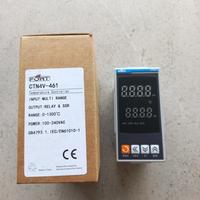 FORT
CTN4V-461
Temperature Controller
INPUT: MULTI RANGE
OUTPUT: RELAY & SSR
RANGE: 0-1300℃
POWER: 100-240VAC
GB4793.1, IEC/EN61010-1